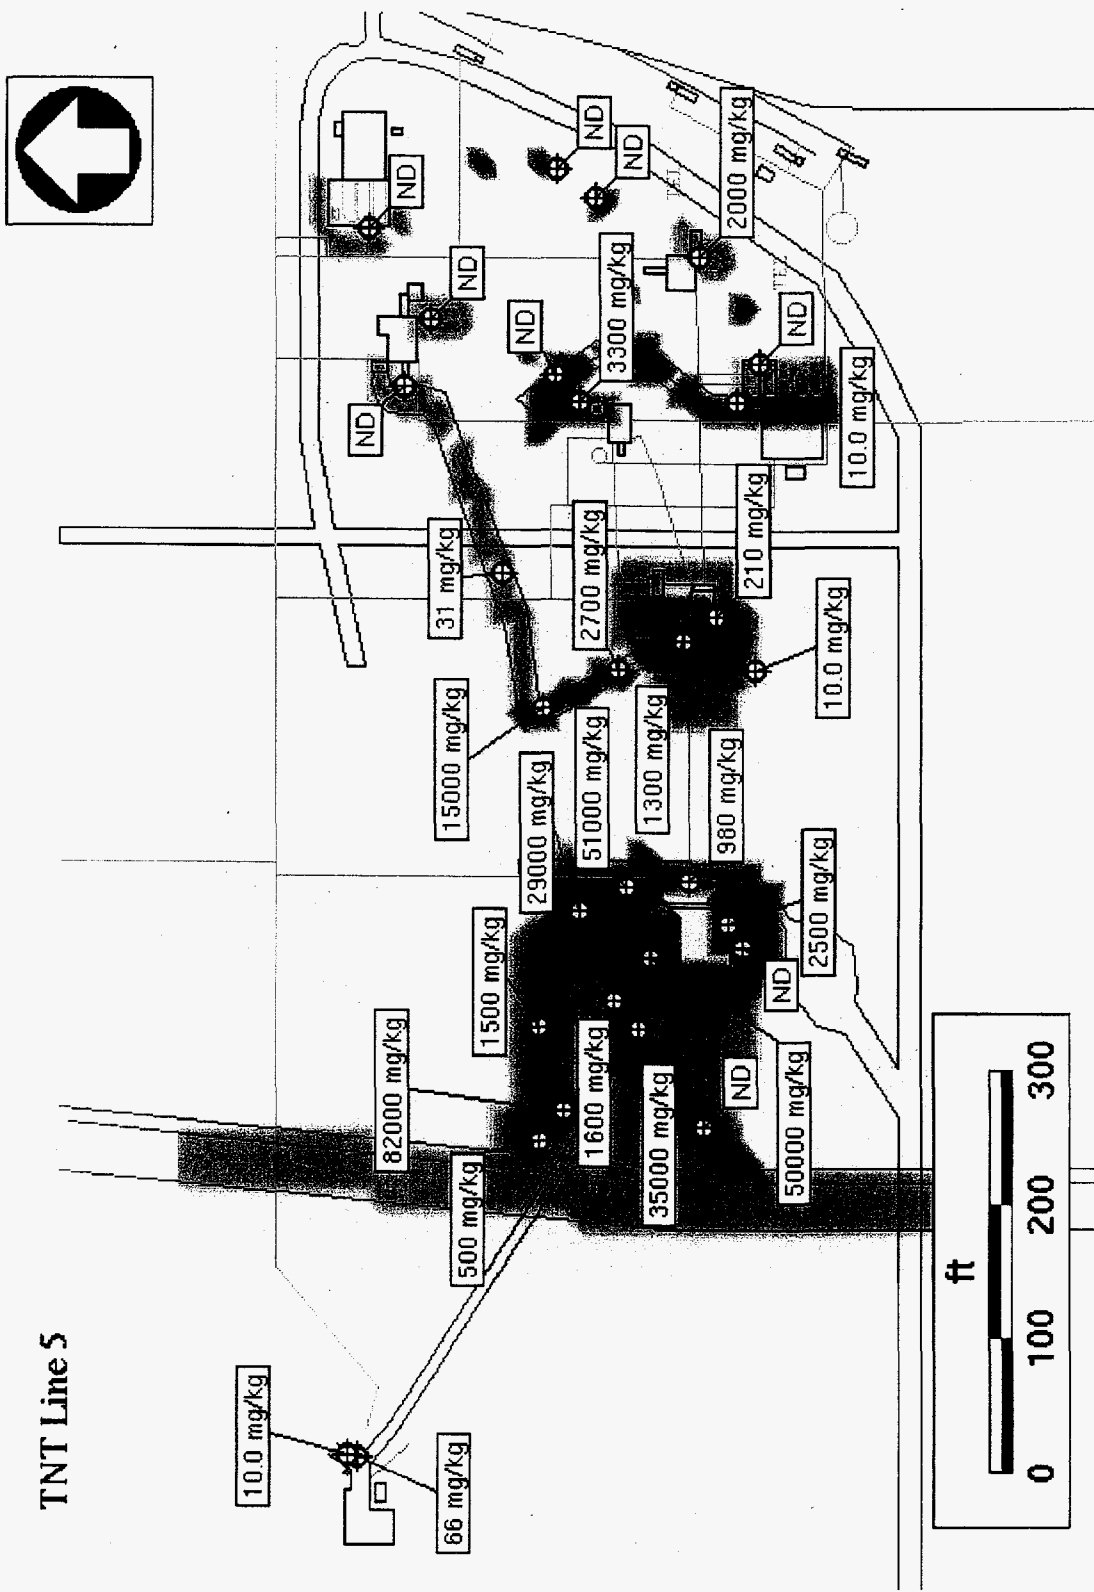 TNT Line 5
10.0 mg/kg
ND
82000 mg/kg
ND
31 mg/kg
15000 mg/kg
66 mg/kg
ND
500 mg/kg
1500 mg/kg
ND
29000 mg/kg
2700 mg/kg
51000 mg/kg
1600 mg/kg
ND
3300 mg/kg
ND
1300 mg/kg
35000 mg/kg
980 mg/kg
2000 mg/kg
ND
210 mg/kg
ND
ND
50000 mg/kg
2500 mg/kg
10.0 mg/kg
10.0 mg/kg
ft
0 100 200 300